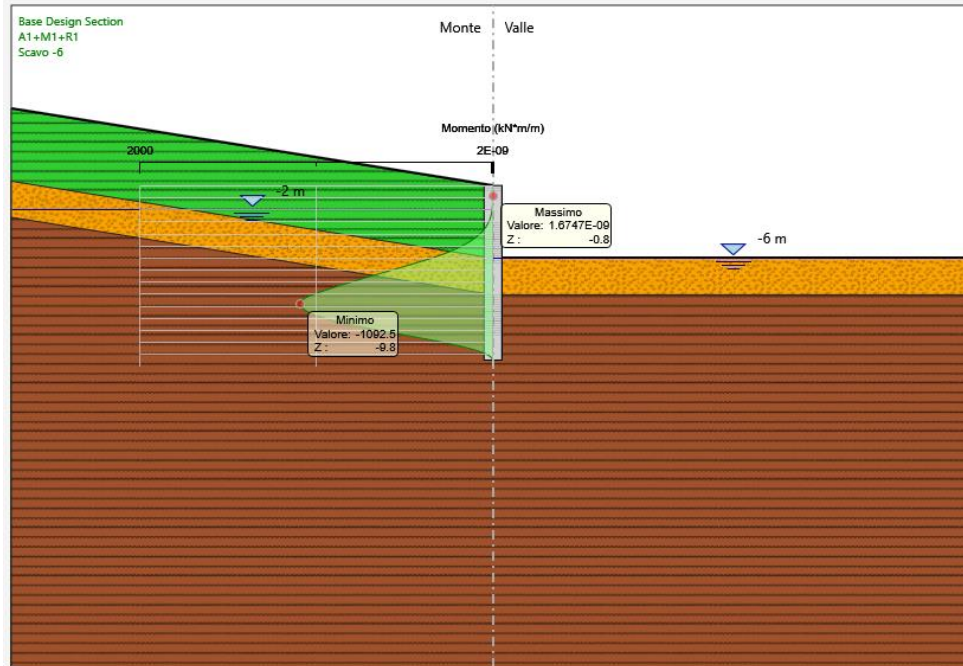 Base Design Section
A1+M1+R1
Scavo -6
Monte Valle
Momento (kN*m/m)
2000 2E-09
-2 m
Massimo
Valore: 1.6747E-09
Z : -0.8
-6 m
Minimo
Valore: -1092.5
Z : -9.8